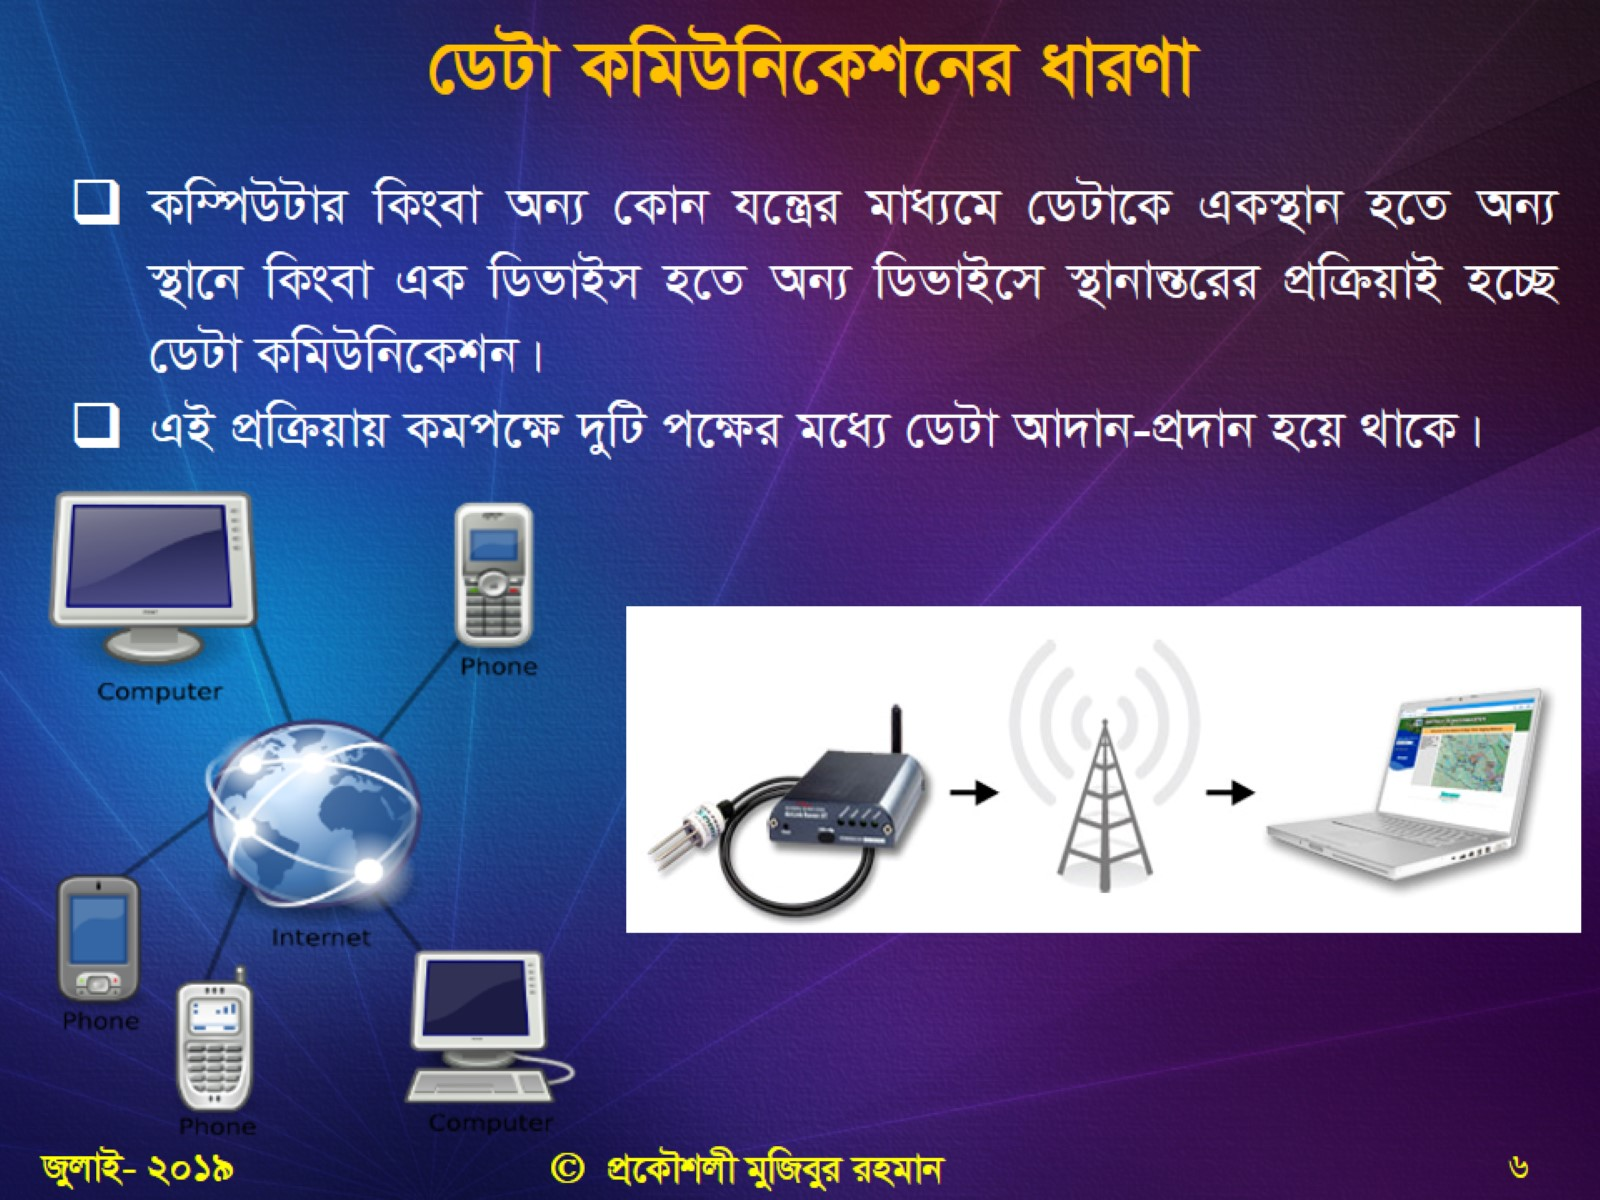 ডেটা কমিউনিকেশনের ধারণা
কম্পিউটার কিংবা অন্য কোন যন্ত্রের মাধ্যমে ডেটাকে একস্থান হতে অন্য
স্থানে কিংবা এক ডিভাইস হতে অন্য ডিভাইসে স্থানান্তরের প্রক্রিয়াই হচ্ছে
ডেটা কমিউনিকেশন।
এই প্রক্রিয়ায় কমপক্ষে দুটি পক্ষের মধ্যে ডেটা আদান-প্রদান হয়ে থাকে।
Phone
Computer
Internet
Phone
Phone
Computer
জুলাই- ২০১৯
© প্রকৌশলী মুজিবুর রহমান
৬